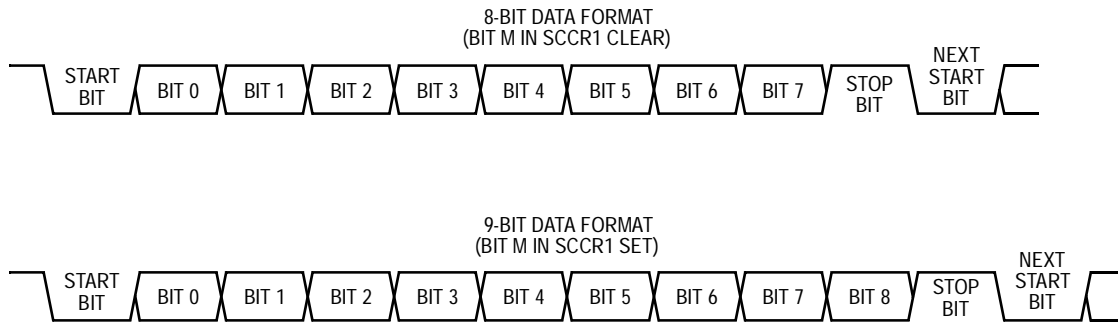 8-BIT DATA FORMAT
(BIT M IN SCCR1 CLEAR)
START
BIT
BIT 0
BIT 1
BIT 2
BIT 3
BIT 4
BIT 5
BIT 6
BIT 7
STOP
BIT
NEXT
START
BIT
9-BIT DATA FORMAT
(BIT M IN SCCR1 SET)
START
BIT
BIT 0
BIT 1
BIT 2
BIT 3
BIT 4
BIT 5
BIT 6
BIT 7
BIT 8
STOP
BIT
NEXT
START
BIT